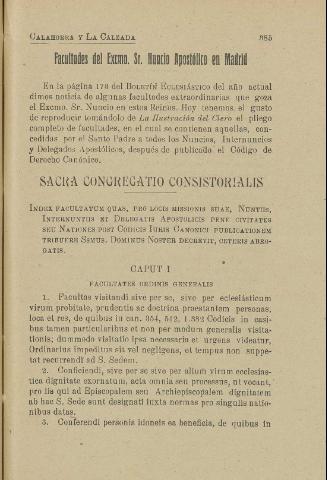 CALAHORRA Y LA CALZADA 385
Facultades del Excmo. Sr. Nuncio Apostólico en Madrid
En la página 178 del BOLETÍN ECLESIÁSTICO del año actual
dimos noticia de algunas facultades extraordinarias que goza
el Excmo. Sr. Nuncio en estos Reinos. Hoy tenemos el gusto
de reproducir tomándolo de La Ilustración del Clero el pliego
completo de facultades, en el cual se contienen aquellas, con-
cedidas por el Santo Padre a todos los Nuncios, Internuncios
y Delegados Apostólicos, después de publicado el Código de
Derecho Canónico.
SACRA CONGREGATIO CONSISTORIALIS
INDEX FACULTATUM QUAS, PRO LOCIS MISSIONIS SUAE, NUNTIIS,
INTERNUNTIIS ET DELEGATIS APOSTOLICIS PENE CIVITATES
SEU NATIONES POST CODICIS IURIS CANONICI PUBLICATIONEM
TRIBUERE SSMUS. DOMINUS NOSTER DECREVIT, CETERIS ABRO-
GATIS.
CAPUT I
FACULTATES ORDINIS GENERALIS
1. Facultas visitandi sive per se, sive per eclesiásticum
virum probitate, prudentia ac doctrina praestantem personas,
loca et res, de quibus in can. 354, 512, 1.382 Codicis in casi-
bus tamen particularibus et non per modum generalis visita-
tionis; dummodo visitatio ipsa necessaria et urgens videatur,
Ordinarius impeditus sit vel negligens, et tempus non suppe-
tat recurrendi ad S. Sedem.
2. Conficiendi, sive per se sive per alium virum ecclesias-
tica dignitate exornatum, acta omnia seu processus, ut vocant,
pro iis qui ad Episcopalem seu Archiepiscopalem dignitatem
ab hac S. Sede sunt designati iuxta normas pro singulis natio-
nibus datas.
3. Conferendi personis idoneis ea beneficia, de quibus in